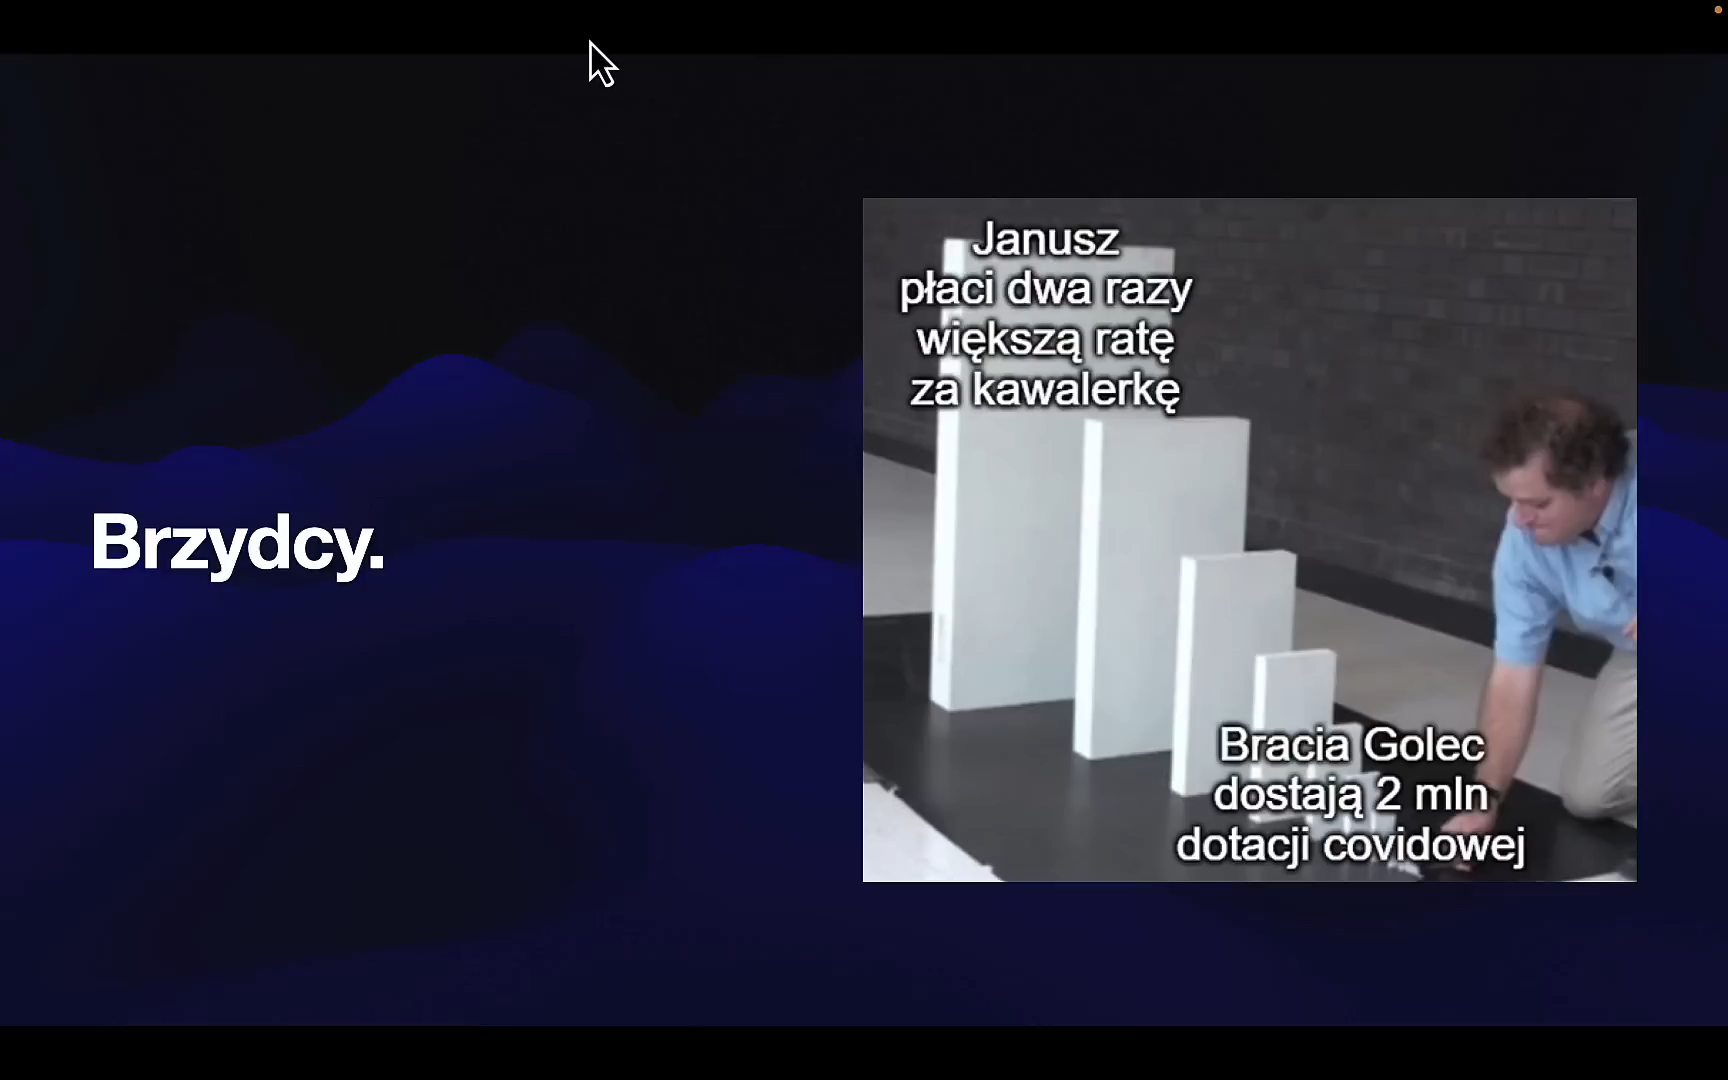 Brzydcy.
Janusz
płaci dwa razy
większą ratę
za kawalerkę
Bracia Golec
dostają 2 mln
dotacji covidowej